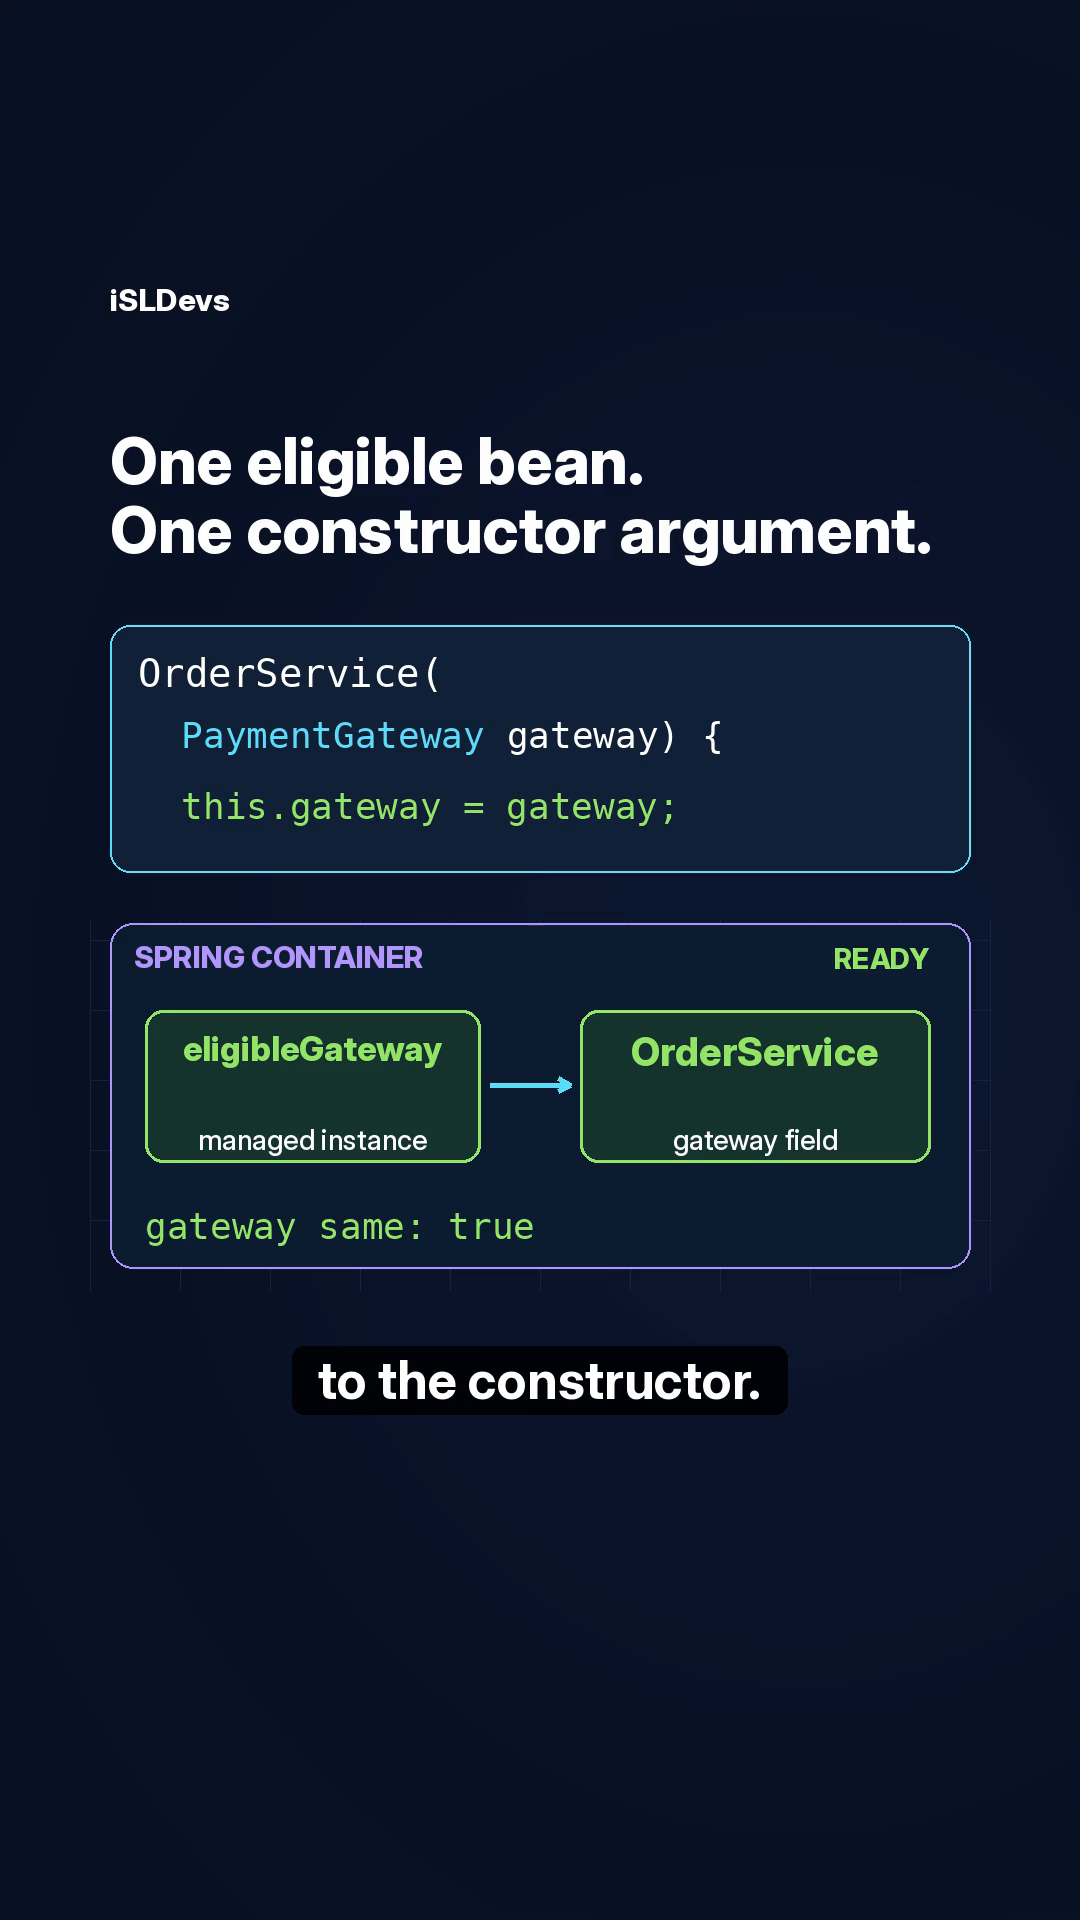 iSLDevs
One eligible bean.
One constructor argument.
OrderService(
PaymentGateway gateway) {
this.gateway = gateway;
SPRING CONTAINER
READY
eligibleGateway
OrderService
managed instance
gateway field
gateway same: true
to the constructor.